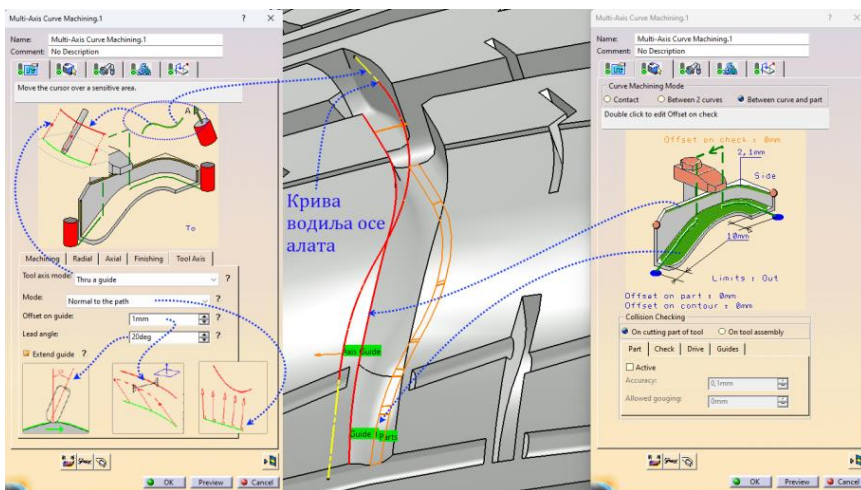 Multi-Axis Curve Machining.1
?
×
Name: Multi-Axis Curve Machining.1
Comment: No Description
Move the cursor over a sensitive area.
A
To
Machining Radial Axial Finishing Tool Axis
Tool axis mode: Thru a guide ?
Mode: Normal to the path ?
Offset on guide: 1mm ?
Lead angle: 20deg ?
Extend guide ?
OK Preview Cancel
Крива
водиља осе
алата
Axis Guide
Guide 1
Parts
Multi-Axis Curve Machining.1
?
×
Name: Multi-Axis Curve Machining.1
Comment: No Description
Curve Machining Mode
Contact Between 2 curves Between curve and part
Double click to edit Offset on check
Offset on check : 0mm
2,1mm
Side
10mm
Limits : Out
Offset on part : 0mm
Offset on contour : 0mm
Collision Checking
On cutting part of tool On tool assembly
Part Check Drive Guides
Active
Accuracy: 0,1mm
Allowed gouging: 0mm
OK Preview Cancel